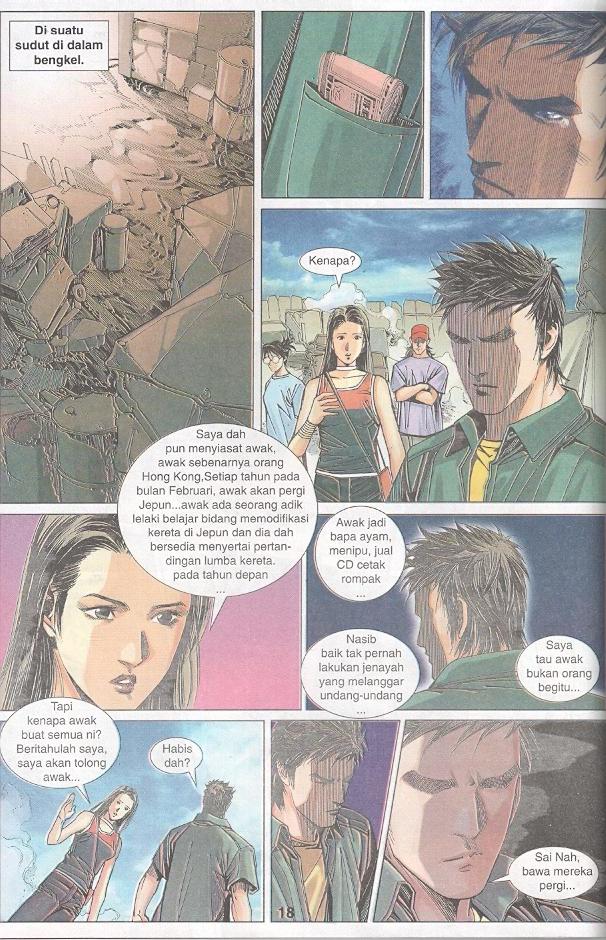 Di suatu
sudut di dalam
bengkel.
Kenapa?
Saya dah
pun menyiasat awak,
awak sebenarnya orang
Hong Kong,Setiap tahun pada
bulan Februari, awak akan pergi
Jepun...awak ada seorang adik
lelaki belajar bidang memodifikasi
kereta di Jepun dan dia dah
bersedia menyertai pertan-
dingan lumba kereta.
pada tahun depan
...
Awak jadi
bapa ayam,
menipu, jual
CD cetak
rompak
...
Nasib
baik tak pernah
lakukan jenayah
yang melanggar
undang-undang
...
Saya
tau awak
bukan orang
begitu...
Tapi
kenapa awak
buat semua ni?
Beritahulah saya,
saya akan tolong
awak...
Habis
dah?
Sai Nah,
bawa mereka
pergi...
18